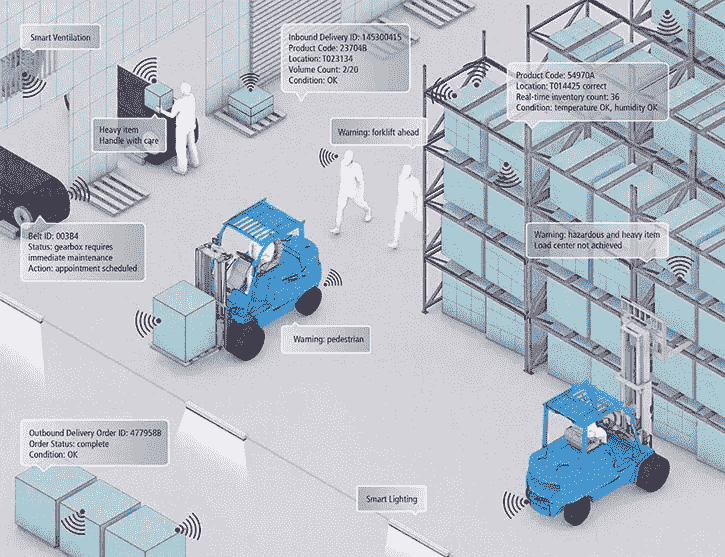 Smart Ventilation
Inbound Delivery ID: 145300415
Product Code: 23704B
Location: T023134
Volume Count: 2/20
Condition: OK
Product Code: 54970A
Location: T014425 correct
Real-time inventory count: 36
Condition: temperature OK, humidity OK
Heavy item
Handle with care
Warning: forklift ahead
Belt ID: 003B4
Status: gearbox requires
immediate maintenance
Action: appointment scheduled
Warning: hazardous and heavy item
Load center not achieved
Warning: pedestrian
Outbound Delivery Order ID: 477958B
Order Status: complete
Condition: OK
Smart Lighting